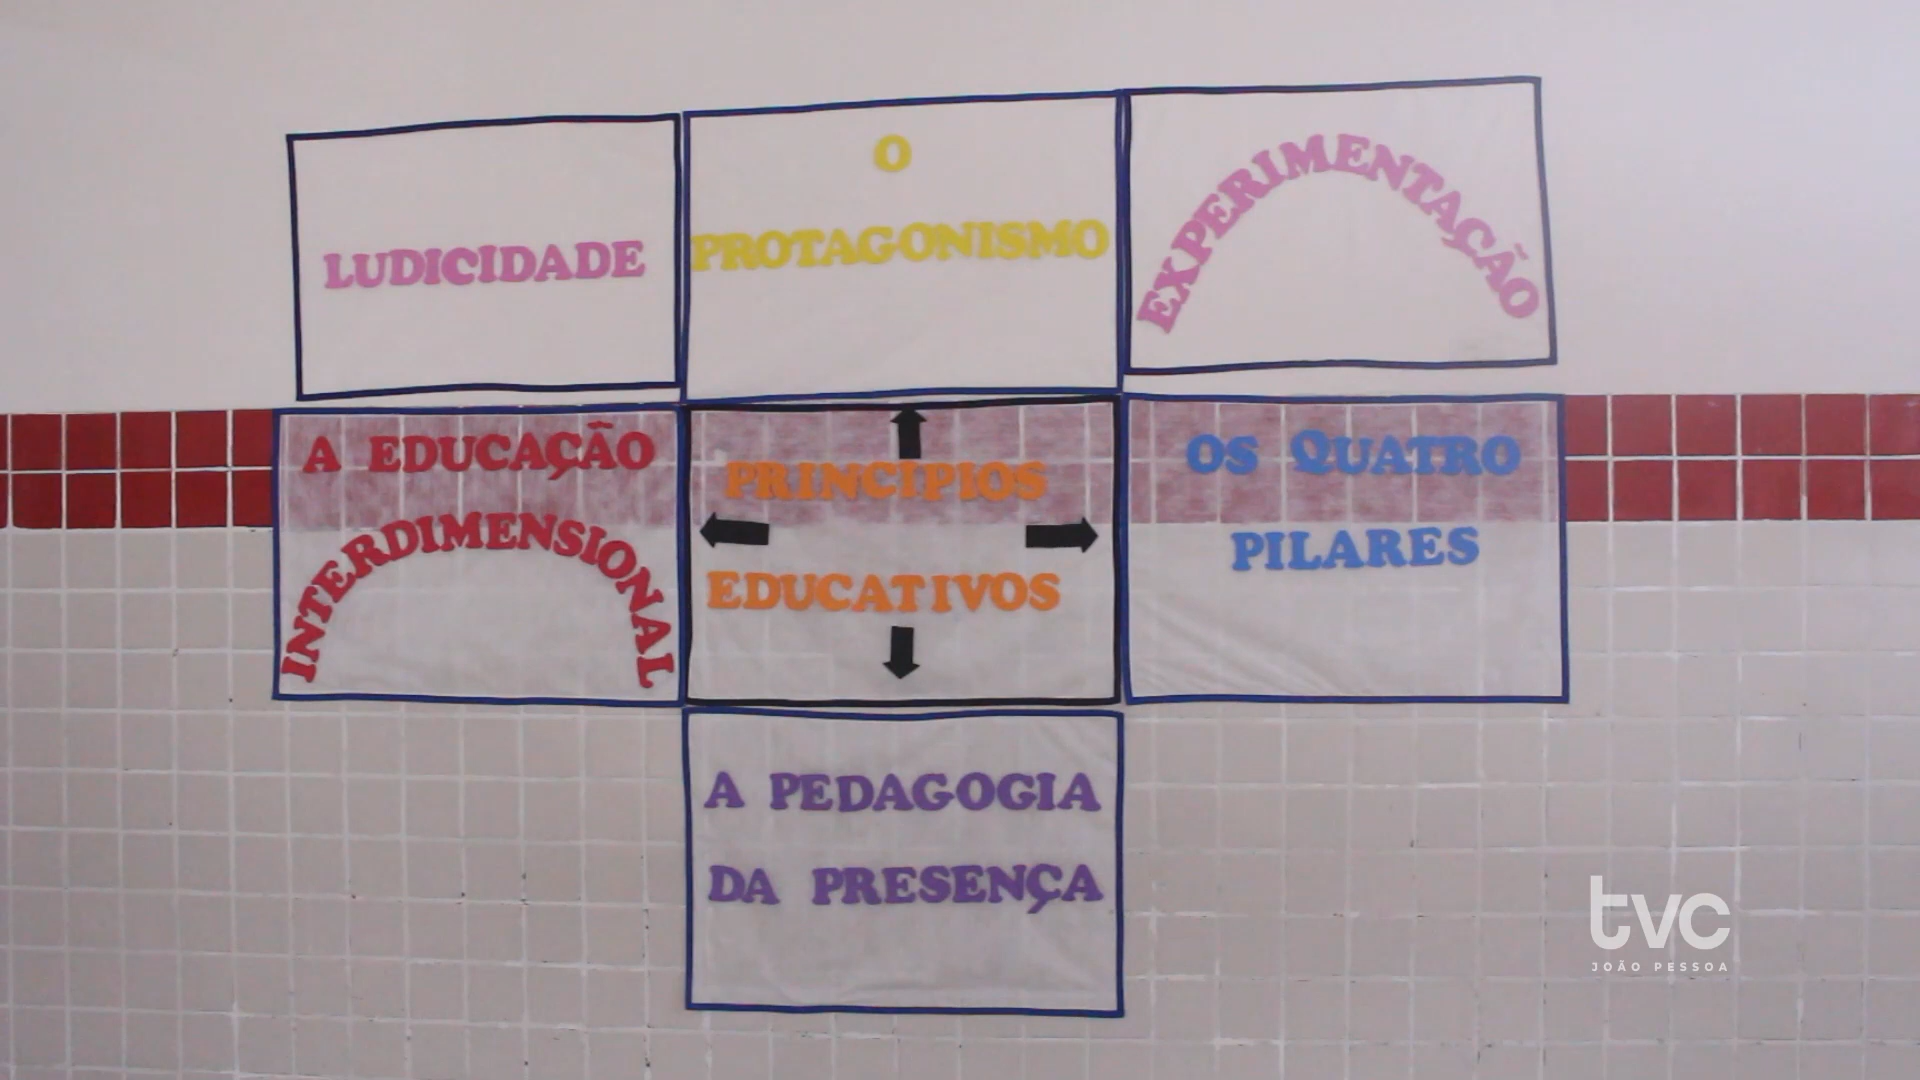 LUDICIDADE
O
PROTAGONISMO
EXPERIMENTAÇÃO
A EDUCAÇÃO
INTERDIMENSIONAL
PRINCIPIOS
EDUCATIVOS
OS QUATRO
PILARES
A PEDAGOGIA
DA PRESENÇA
tvc
JOÃO PESSOA